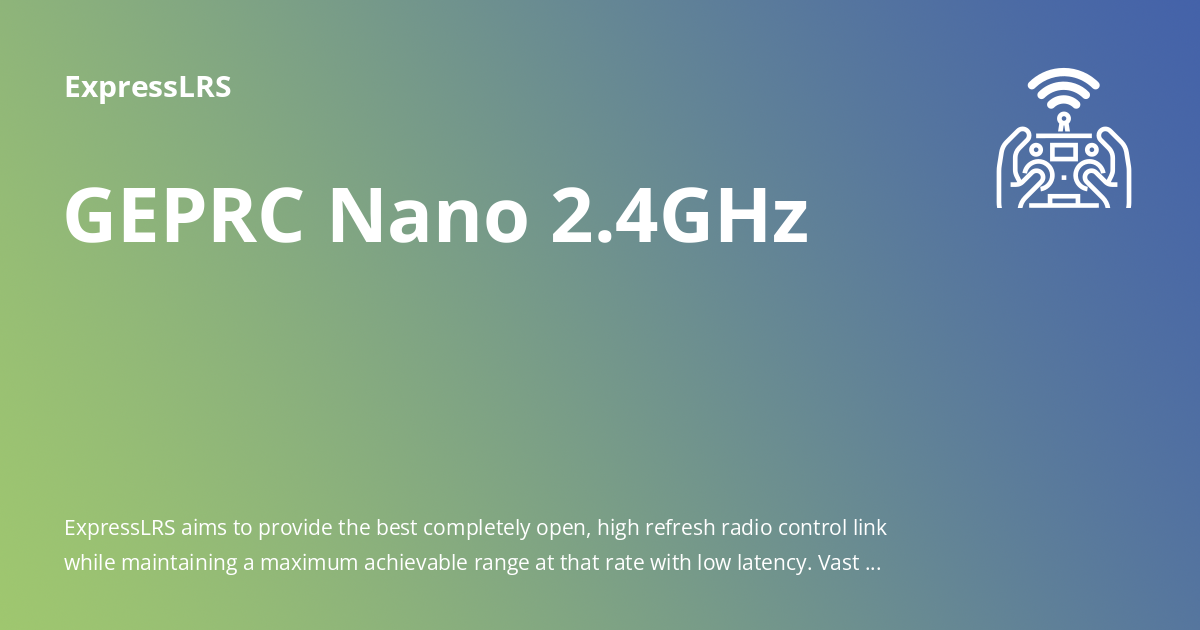 ExpressLRS
GEPRC Nano 2.4GHz
ExpressLRS aims to provide the best completely open, high refresh radio control link
while maintaining a maximum achievable range at that rate with low latency. Vast ...